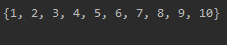 {1, 2, 3, 4, 5, 6, 7, 8, 9, 10}